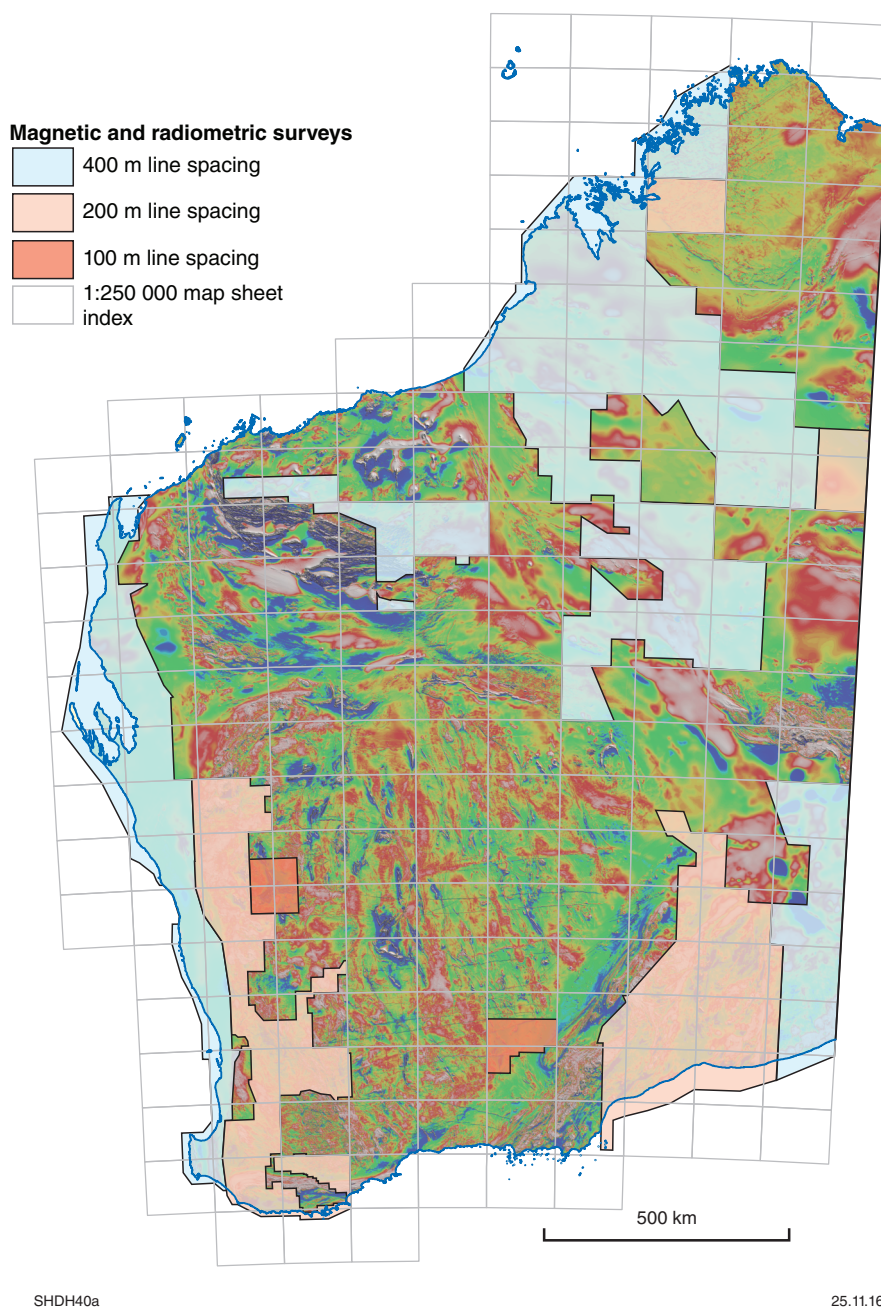 Magnetic and radiometric surveys
400 m line spacing
200 m line spacing
100 m line spacing
1:250 000 map sheet
index
500 km
SHDH40a
25.11.16